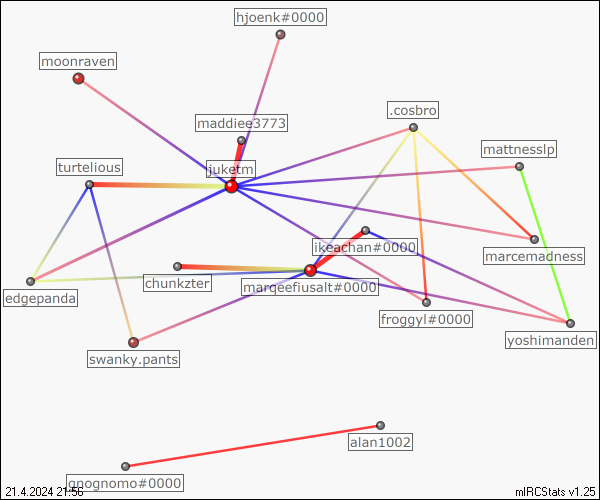 hjoenk#0000
moonraven
.cosbro
maddiee3773
mattnesslp
turtelious
juketm
ikeachan#0000
marcemadness
chunkzter
edgepanda
marqeefiusalt#0000
froggyl#0000
yoshimanden
swanky.pants
alan1002
gnognomo#0000
21.4.2024 21:56
mIRCStats v1.25